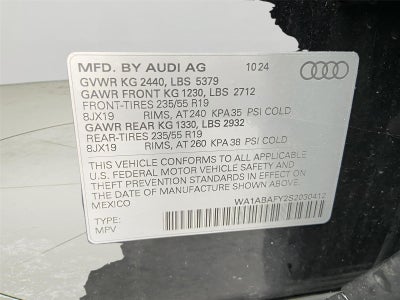 MFD. BY AUDI AG 10 24
GVWR KG 2440, LBS 5379
GAWR FRONT KG 1230, LBS 2712
FRONT-TIRES 235/55 R19
8JX19 RIMS, AT 240 KPA 35 PSI COLD
GAWR REAR KG 1330, LBS 2932
REAR-TIRES 235/55 R19
8JX19 RIMS, AT 260 KPA 38 PSI COLD
THIS VEHICLE CONFORMS TO ALL APPLICABLE
U.S. FEDERAL MOTOR VEHICLE SAFETY AND
THEFT PREVENTION STANDARDS IN EFFECT ON
THE DATE OF MANUFACTURE SHOWN ABOVE.
MEXICO WA1ABAFY2S2050412
TYPE:
MPV